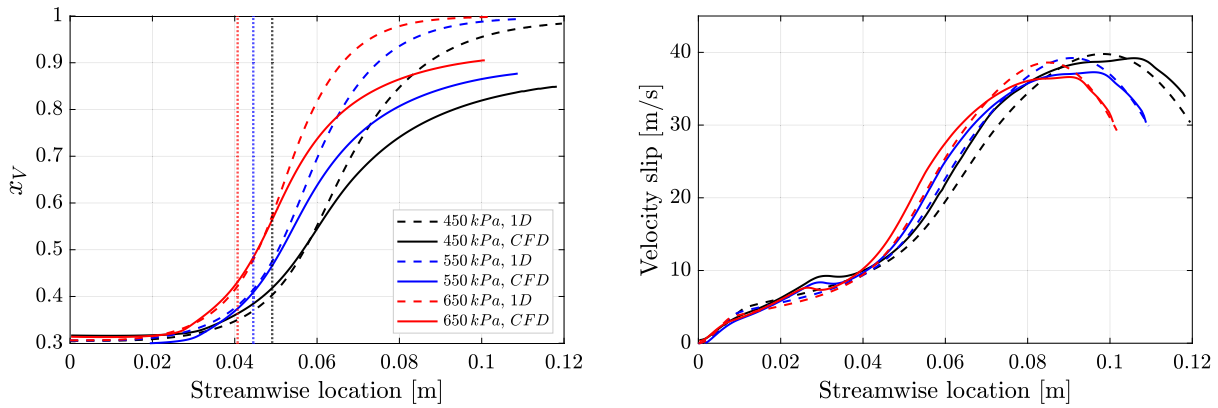 1
0.9
0.8
0.7
0.6
0.5
0.4
0.3
0
0.02
0.04
0.06
0.08
0.1
0.12
x_V
Streamwise location [m]
450 kPa, 1D
450 kPa, CFD
550 kPa, 1D
550 kPa, CFD
650 kPa, 1D
650 kPa, CFD
40
30
20
10
0
0
0.02
0.04
0.06
0.08
0.1
0.12
Velocity slip [m/s]
Streamwise location [m]